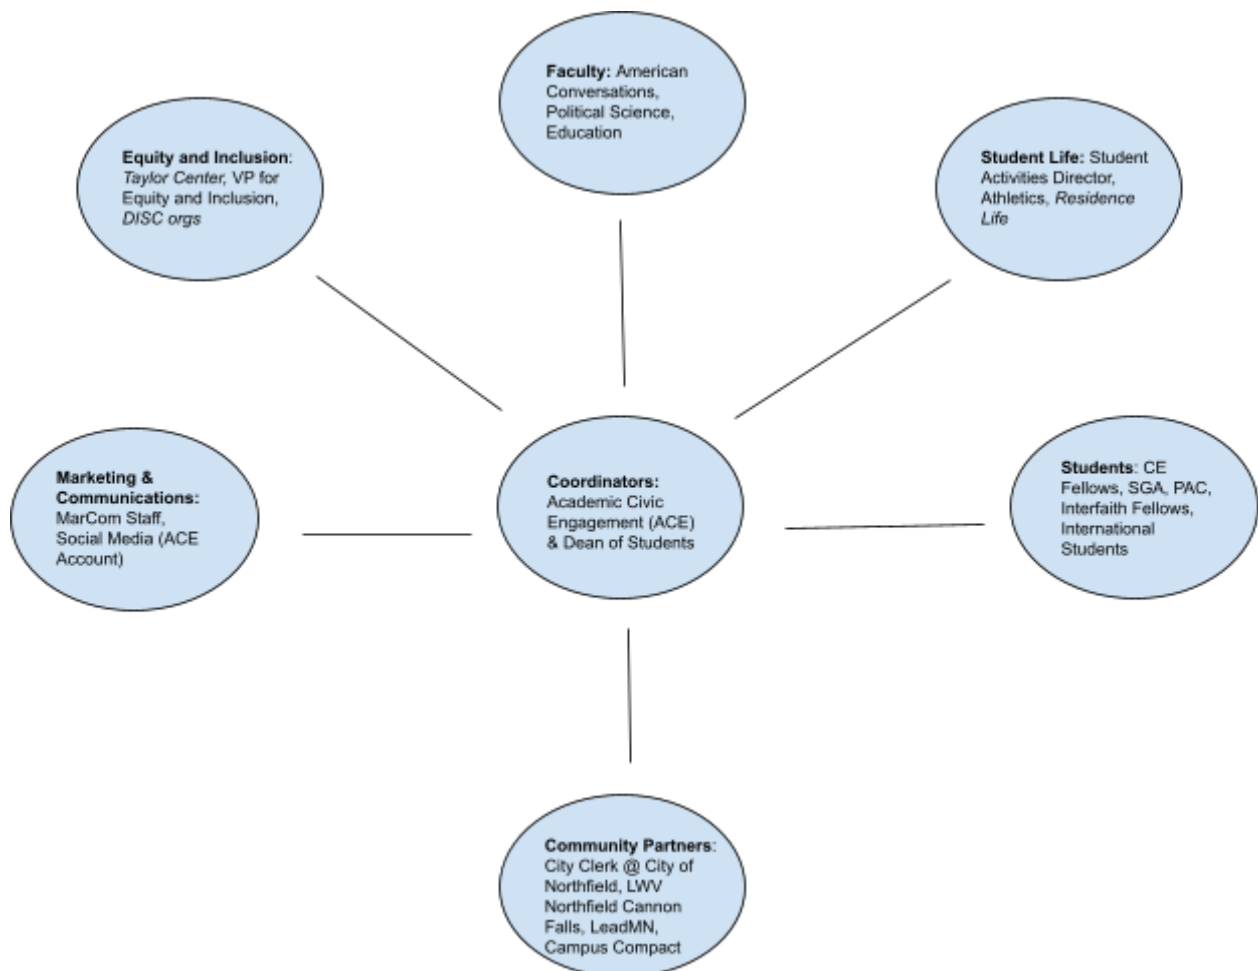 Faculty: American
Conversations,
Political Science,
Education
Equity and Inclusion:
Taylor Center, VP for
Equity and Inclusion,
DISC orgs
Student Life: Student
Activities Director,
Athletics, Residence
Life
Marketing &
Communications:
MarCom Staff,
Social Media (ACE
Account)
Coordinators:
Academic Civic
Engagement (ACE)
& Dean of Students
Students: CE
Fellows, SGA, PAC,
Interfaith Fellows,
International
Students
Community Partners:
City Clerk @ City of
Northfield, LWV
Northfield Cannon
Falls, LeadMN,
Campus Compact